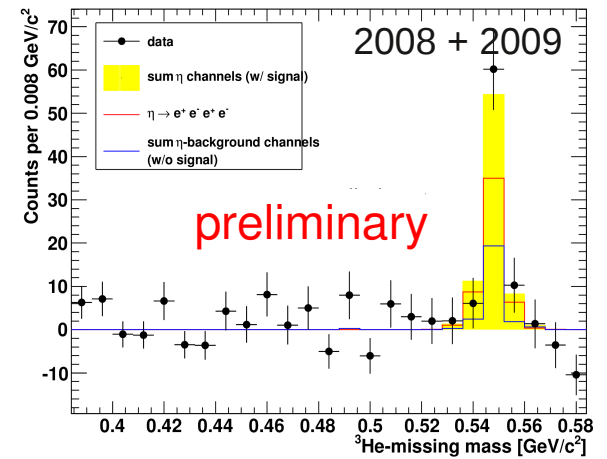 2008 + 2009
data
sum η channels (w/ signal)
η → e⁺ e⁻ e⁺ e⁻
sum η-background channels
(w/o signal)
preliminary
Counts per 0.008 GeV/c²
70
60
50
40
30
20
10
0
-10
0.4 0.42 0.44 0.46 0.48 0.5 0.52 0.54 0.56 0.58
³He-missing mass [GeV/c²]